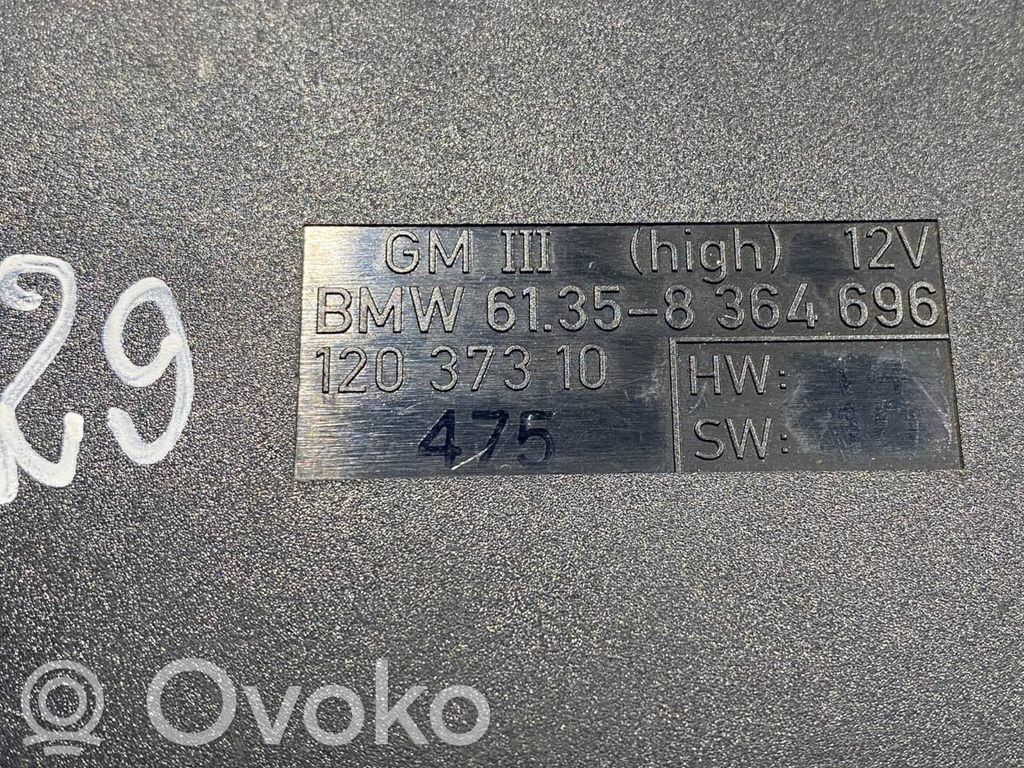 29
GM III (high) 12V
BMW 61.35-8 364 696
120 373 10
475
HW:
SW:
Ovoko